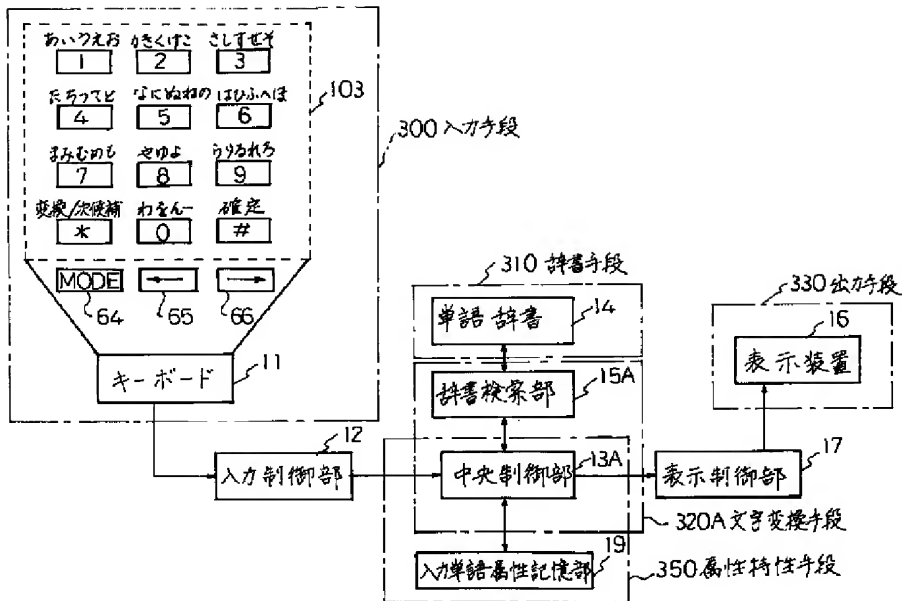 あいうえお かきくけこ さしすせそ
1 2 3
たちってと なにぬねの はひふへほ
4 5 6
103
300 入力手段
まみむめも やゆよ らりるれろ
7 8 9
変換/次候補 わをんー 確定
* 0 #
MODE ← →
64 65 66
キーボード 11
310 辞書手段
単語辞書 14
330 出力手段
16
表示装置
辞書検索部 15A
12
入力制御部
中央制御部 13A
表示制御部 17
320A 文字変換手段
入力単語属性記憶部 19
350 属性特性手段